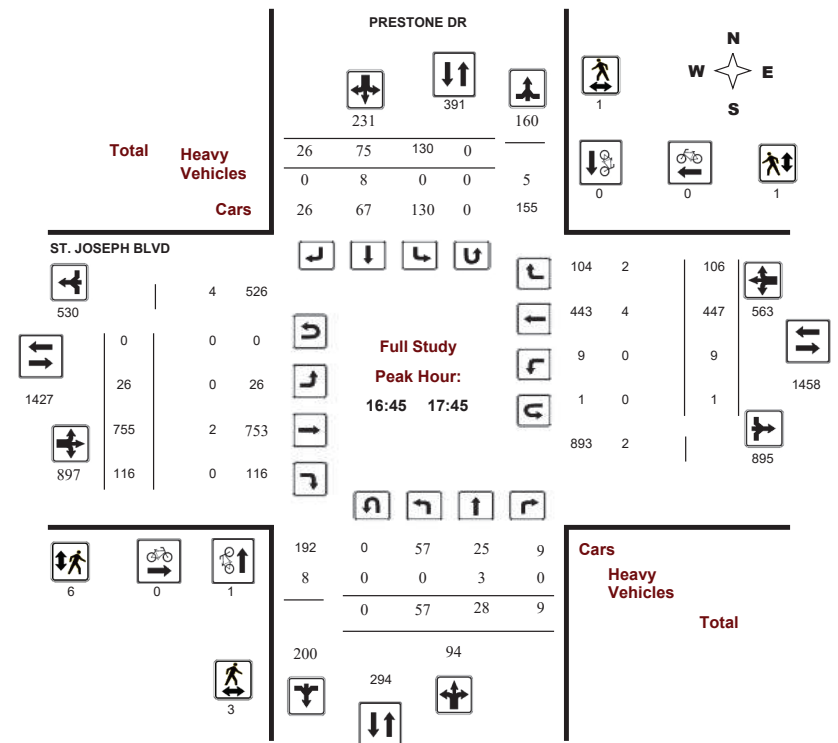 PRESTONE DR
N
W E
S
391
1
231 160
Total Heavy
Vehicles
Cars
26 75 130 0
0 8 0 0 5
26 67 130 0 155
0 0 1
ST. JOSEPH BLVD
530
4 526
0 0 0
1427
26 0 26
755 2 753
897
116 0 116
Full Study
Peak Hour:
16:45 17:45
104 2 106
443 4 447 563
9 0 9
1458
1 0 1
893 2
895
192 0 57 25 9
8 0 0 3 0
0 57 28 9
200 94
294
6 0 1
3
Cars
Heavy
Vehicles
Total